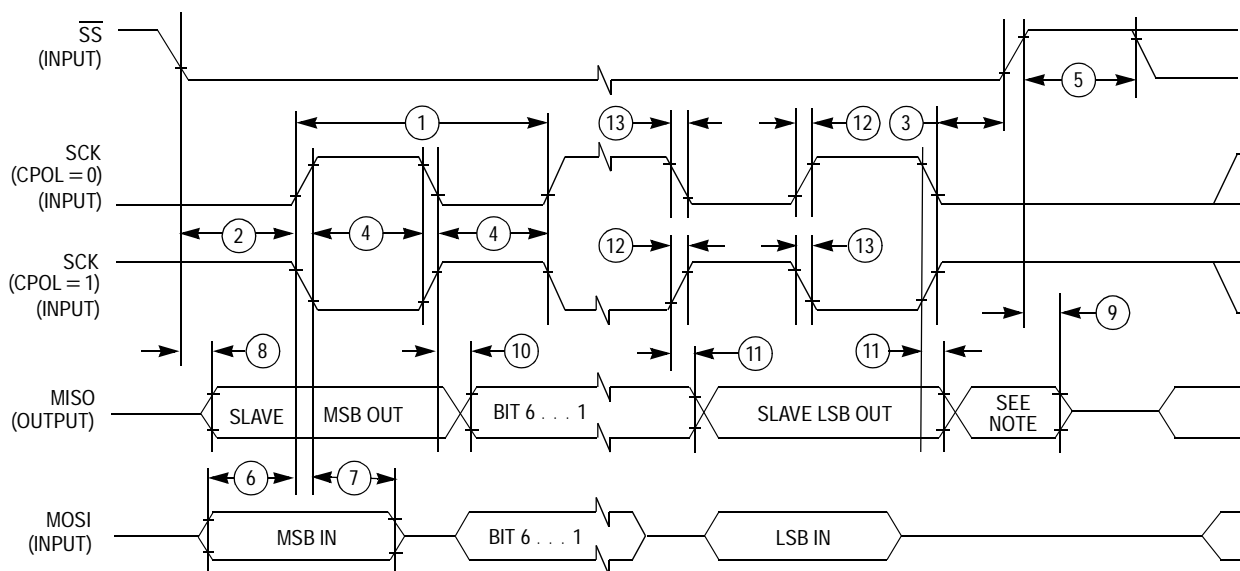 SS
(INPUT)
5
1
13
12
3
SCK
(CPOL = 0)
(INPUT)
2
4
4
12
13
SCK
(CPOL = 1)
(INPUT)
9
8
10
11
11
MISO
(OUTPUT)
SLAVE
MSB OUT
BIT 6 . . . 1
SLAVE LSB OUT
SEE
NOTE
6
7
MOSI
(INPUT)
MSB IN
BIT 6 . . . 1
LSB IN